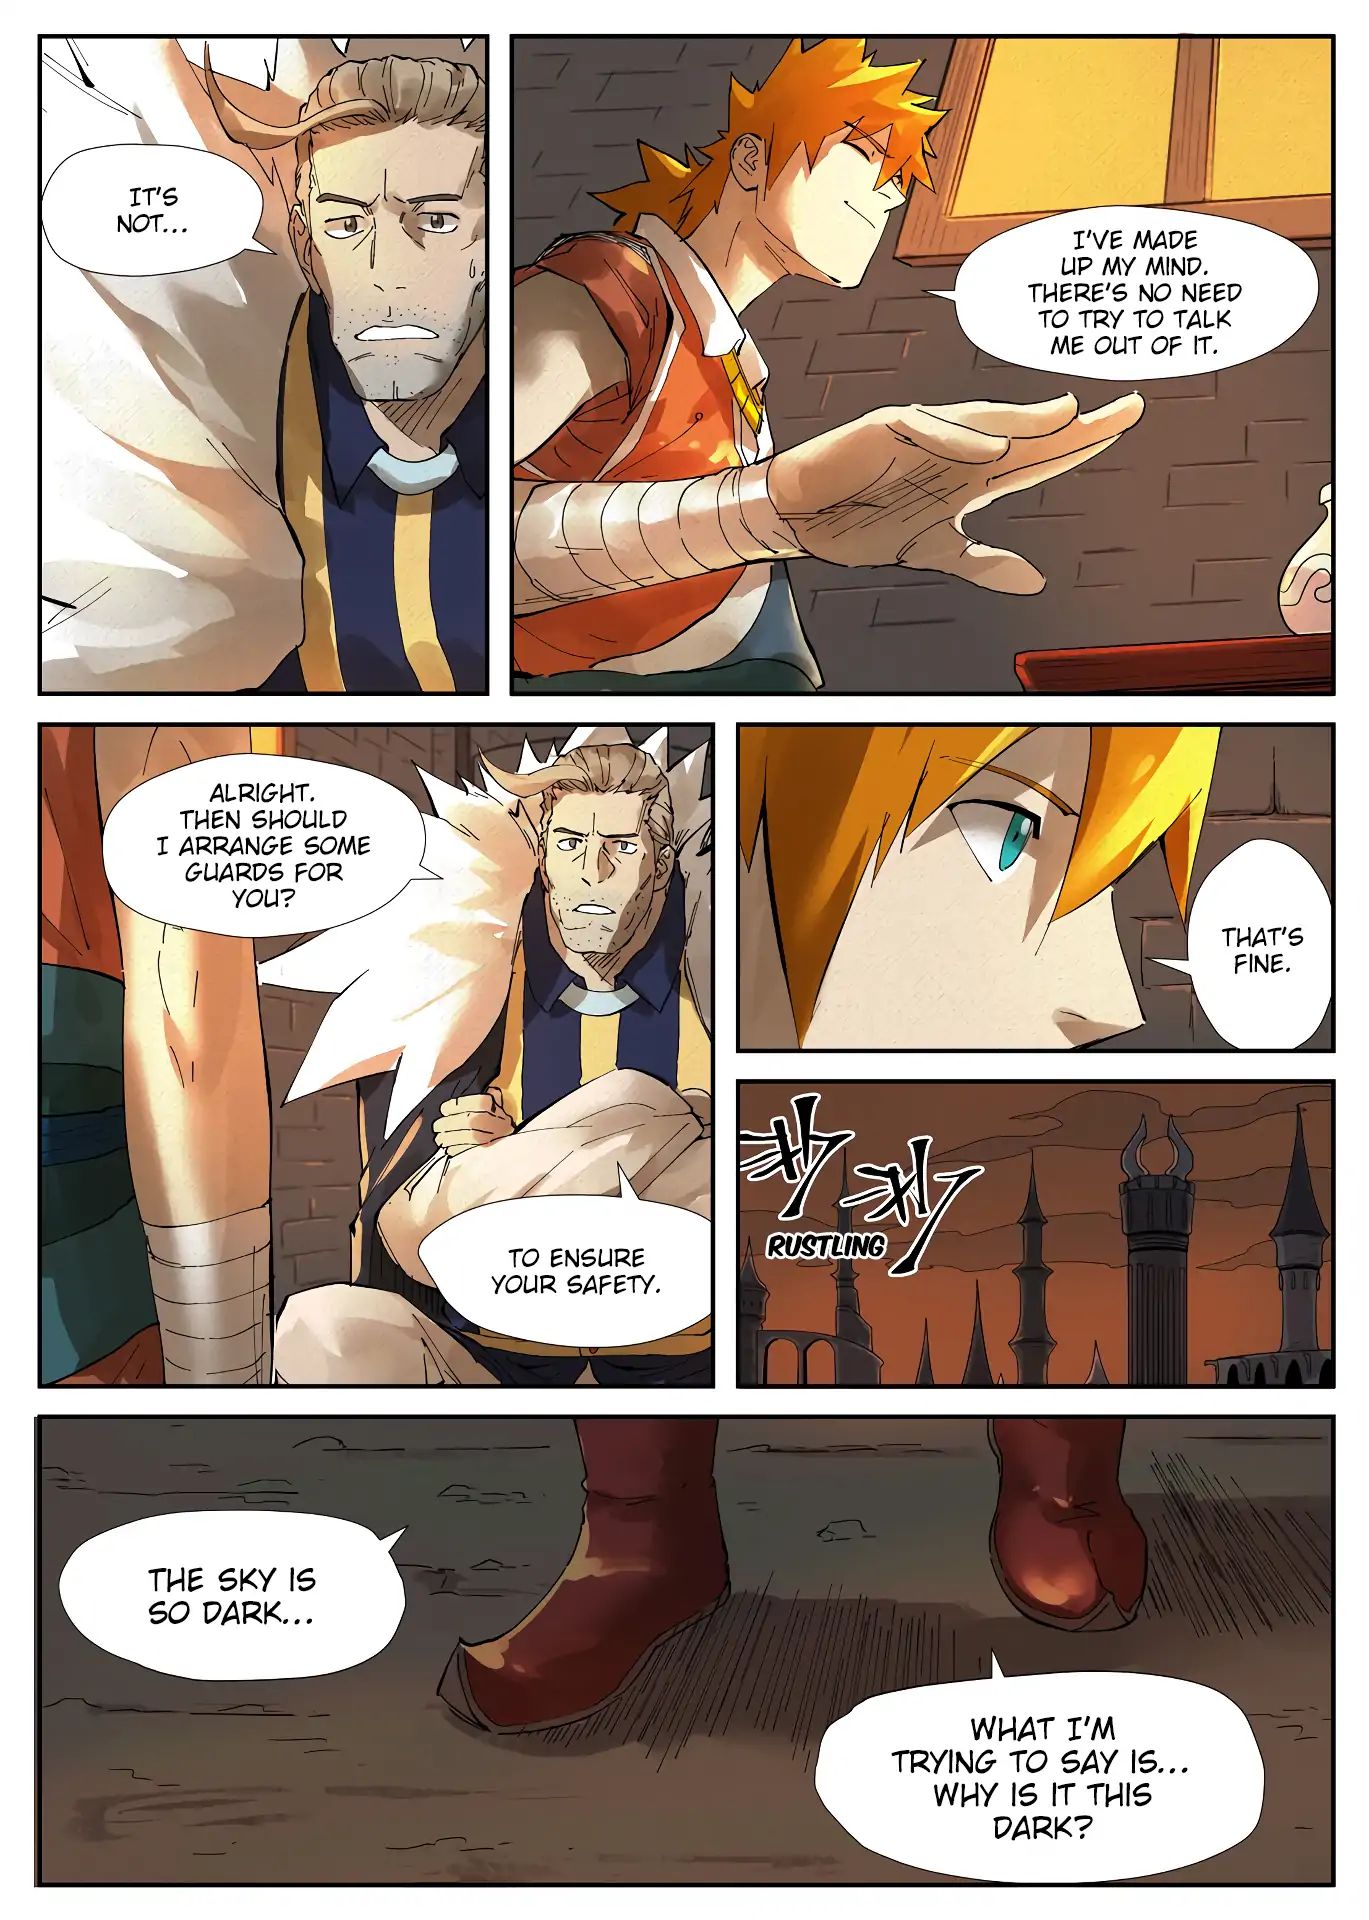 IT'S
NOT...
I'VE MADE
UP MY MIND.
THERE'S NO NEED
TO TRY TO TALK
ME OUT OF IT.
ALRIGHT.
THEN SHOULD
I ARRANGE SOME
GUARDS FOR
YOU?
TO ENSURE
YOUR SAFETY.
THAT'S
FINE.
RUSTLING
THE SKY IS
SO DARK...
WHAT I'M
TRYING TO SAY IS...
WHY IS IT THIS
DARK?